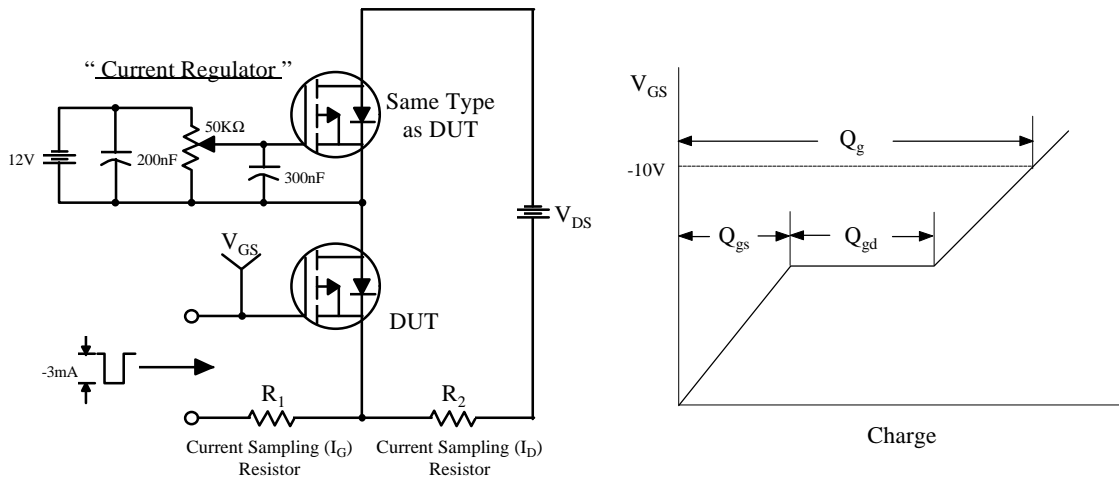 “ Current Regulator ”
50KΩ
12V
200nF
300nF
Same Type
as DUT
V_DS
V_GS
DUT
-3mA
R_1
R_2
Current Sampling (I_G)
Resistor
Current Sampling (I_D)
Resistor
V_GS
-10V
Q_g
Q_gs
Q_gd
Charge